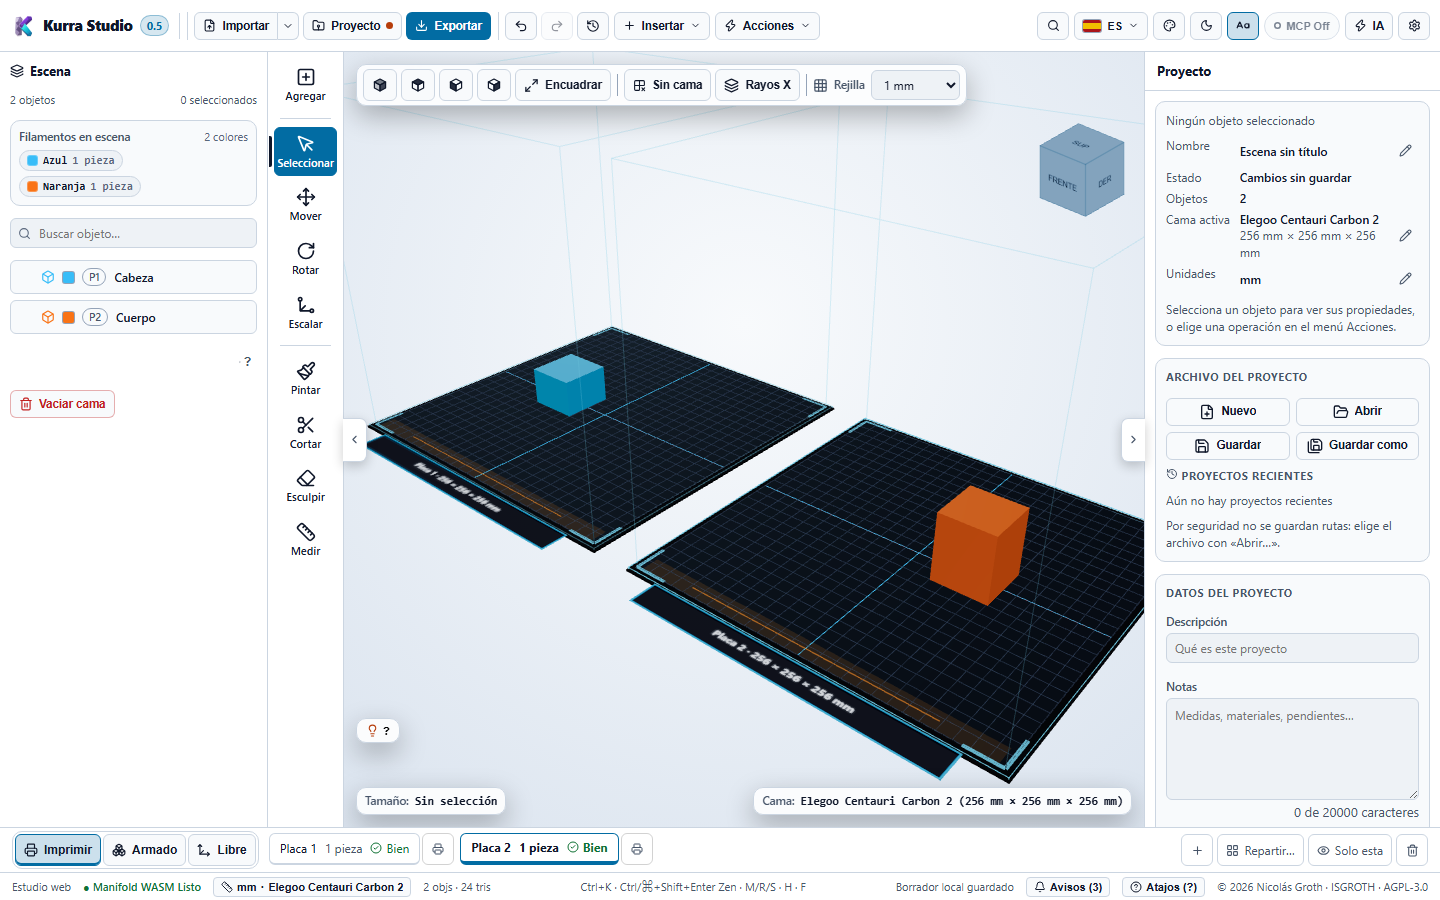 Kurra Studio 0.5
Importar
Proyecto
Exportar
Insertar
Acciones
ES
Aa
MCP Off
IA
Escena
2 objetos 0 seleccionados
Filamentos en escena 2 colores
Azul 1 pieza
Naranja 1 pieza
Buscar objeto...
P1 Cabeza
P2 Cuerpo
?
Vaciar cama
Agregar
Seleccionar
Mover
Rotar
Escalar
Pintar
Cortar
Esculpir
Medir
Encuadrar
Sin cama
Rayos X
Rejilla
1 mm
SUP
FRENTE
DER
Placa 1 · 256 × 256 × 256 mm
Placa 2 · 256 × 256 × 256 mm
?
Tamaño: Sin selección
Cama: Elegoo Centauri Carbon 2 (256 mm × 256 mm × 256 mm)
Proyecto
Ningún objeto seleccionado
Nombre Escena sin título
Estado Cambios sin guardar
Objetos 2
Cama activa Elegoo Centauri Carbon 2
256 mm × 256 mm × 256
mm
Unidades mm
Selecciona un objeto para ver sus propiedades,
o elige una operación en el menú Acciones.
ARCHIVO DEL PROYECTO
Nuevo
Abrir
Guardar
Guardar como
PROYECTOS RECIENTES
Aún no hay proyectos recientes
Por seguridad no se guardan rutas: elige el
archivo con «Abrir...».
DATOS DEL PROYECTO
Descripción
Qué es este proyecto
Notas
Medidas, materiales, pendientes...
0 de 20000 caracteres
Imprimir
Armado
Libre
Placa 1 1 pieza Bien
Placa 2 1 pieza Bien
Repartir...
Solo esta
Estudio web
Manifold WASM Listo
mm · Elegoo Centauri Carbon 2
2 objs · 24 tris
Ctrl+K · Ctrl/⌘+Shift+Enter Zen · M/R/S · H · F
Borrador local guardado
Avisos (3)
Atajos (?)
© 2026 Nicolás Groth · ISGROTH · AGPL-3.0